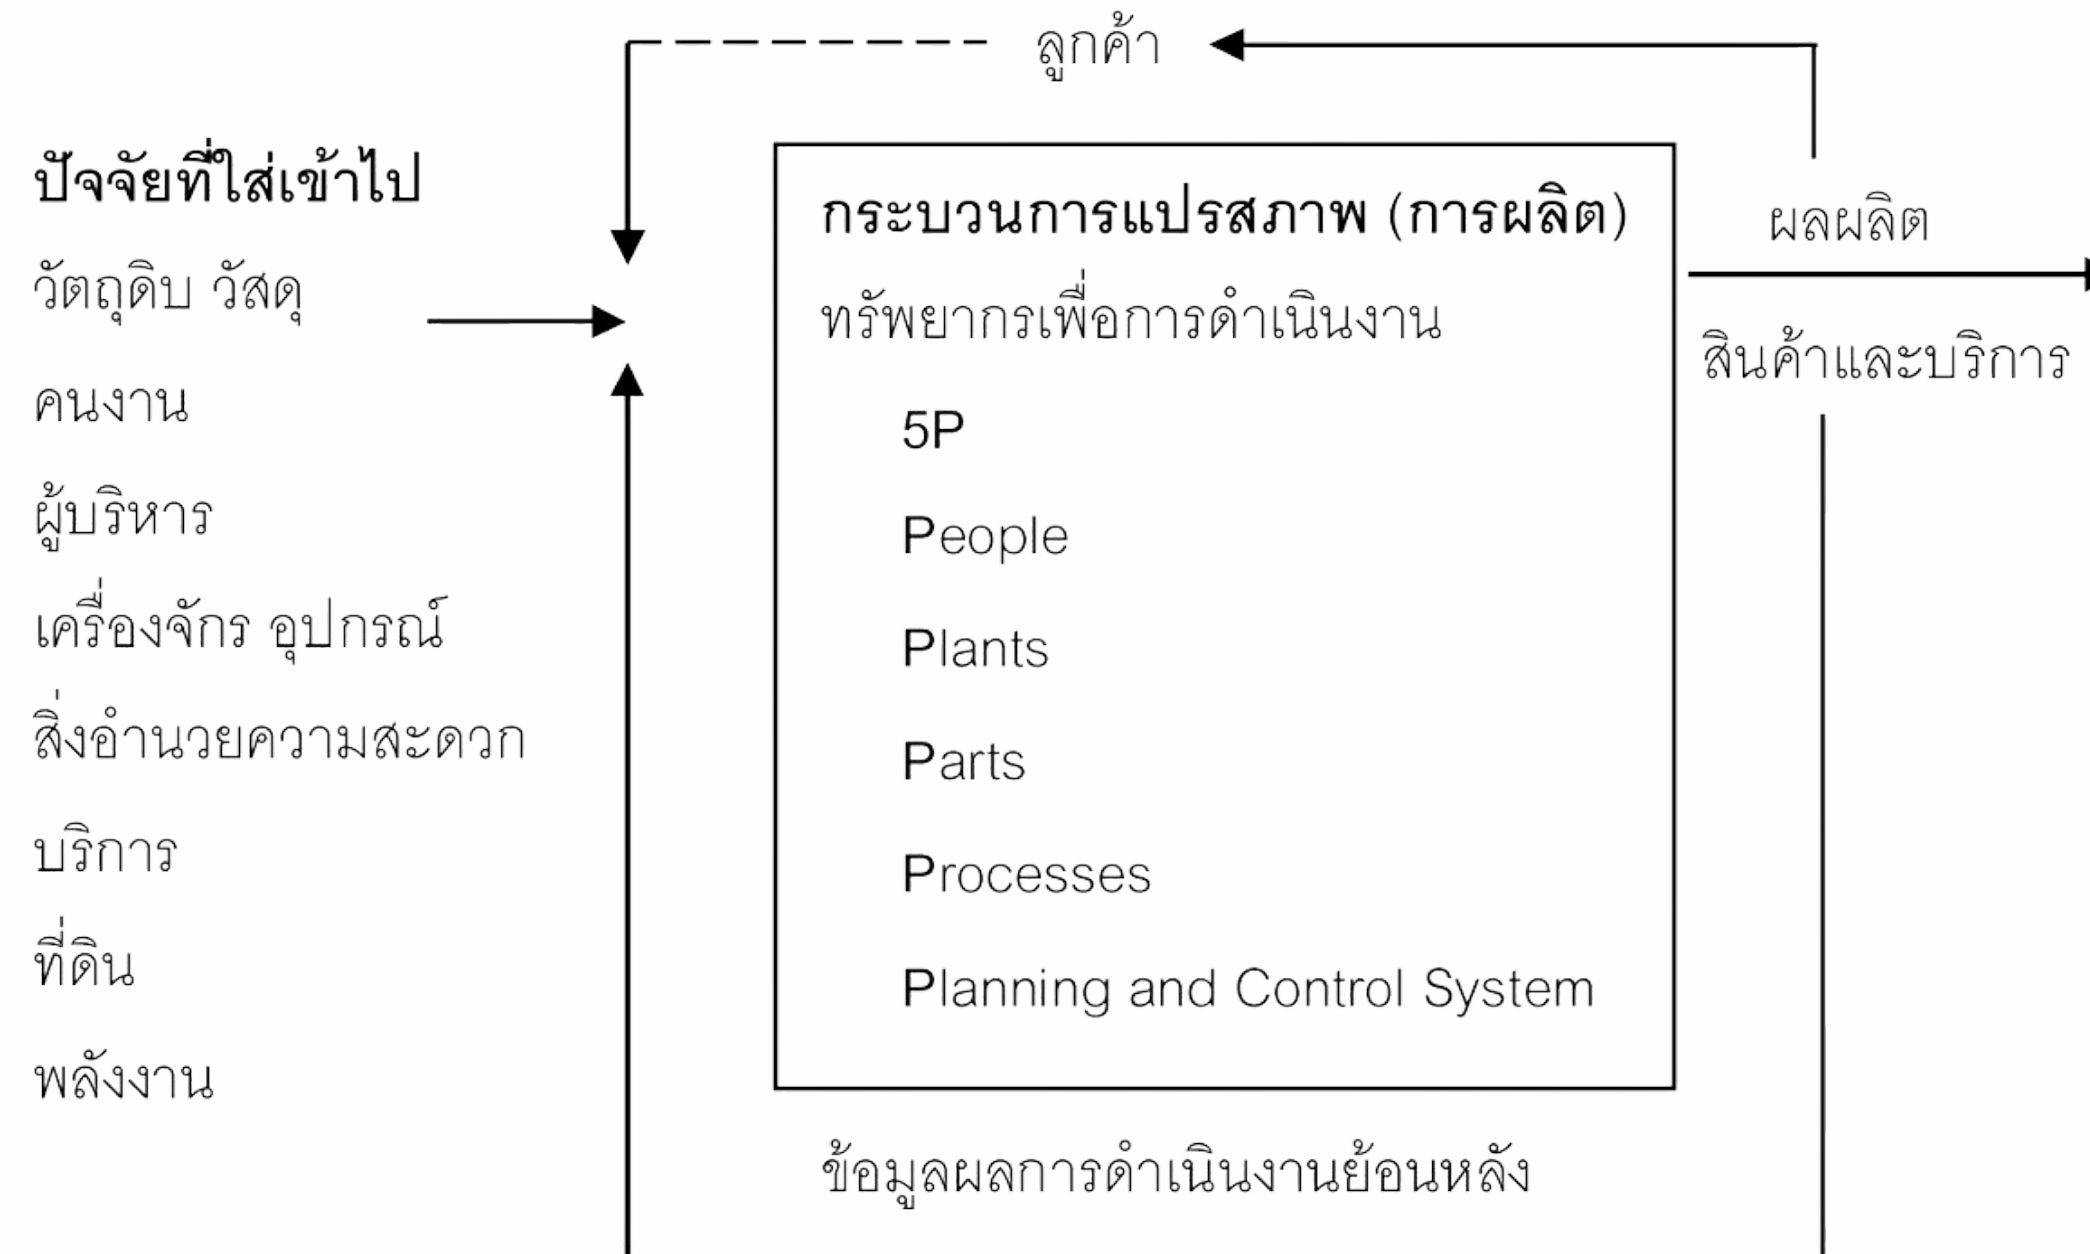 ลูกค้า
ปัจจัยที่ใส่เข้าไป
วัตถุดิบ วัสดุ
คนงาน
ผู้บริหาร
เครื่องจักร อุปกรณ์
สิ่งอำนวยความสะดวก
บริการ
ที่ดิน
พลังงาน
กระบวนการแปรสภาพ (การผลิต)
ทรัพยากรเพื่อการดำเนินงาน
5P
People
Plants
Parts
Processes
Planning and Control System
ผลผลิต
สินค้าและบริการ
ข้อมูลผลการดำเนินงานย้อนหลัง